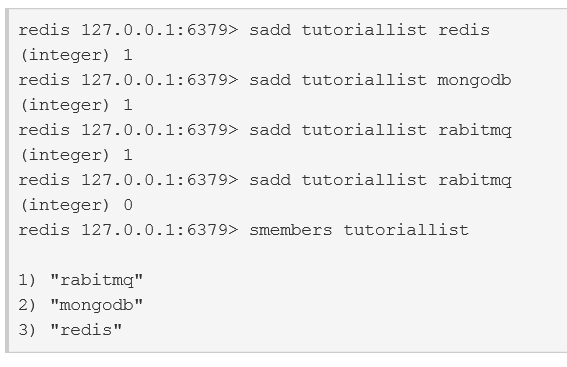 redis 127.0.0.1:6379> sadd tutoriallist redis
(integer) 1
redis 127.0.0.1:6379> sadd tutoriallist mongodb
(integer) 1
redis 127.0.0.1:6379> sadd tutoriallist rabitmq
(integer) 1
redis 127.0.0.1:6379> sadd tutoriallist rabitmq
(integer) 0
redis 127.0.0.1:6379> smembers tutoriallist
1) "rabitmq"
2) "mongodb"
3) "redis"